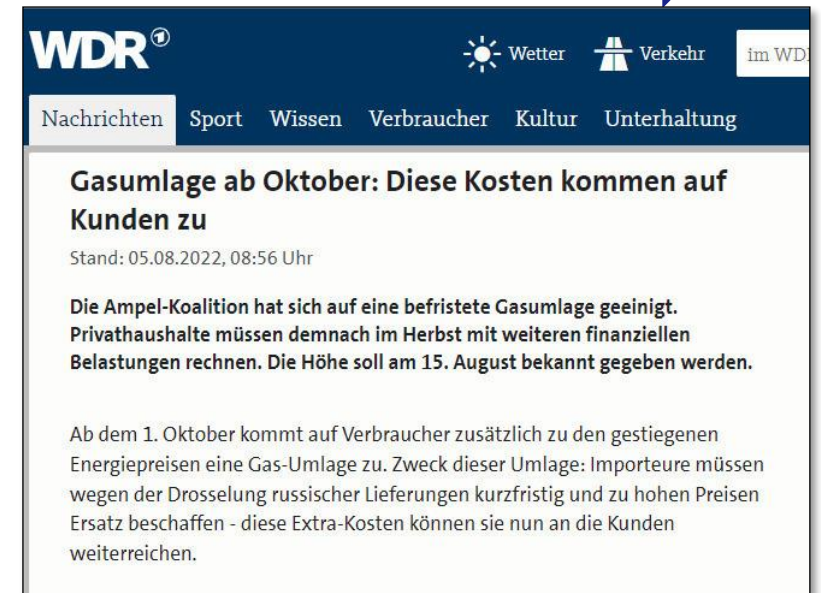 WDR®
Wetter
Verkehr
im WD
Nachrichten Sport Wissen Verbraucher Kultur Unterhaltung
Gasumlage ab Oktober: Diese Kosten kommen auf
Kunden zu
Stand: 05.08.2022, 08:56 Uhr
Die Ampel-Koalition hat sich auf eine befristete Gasumlage geeinigt.
Privathaushalte müssen demnach im Herbst mit weiteren finanziellen
Belastungen rechnen. Die Höhe soll am 15. August bekannt gegeben werden.
Ab dem 1. Oktober kommt auf Verbraucher zusätzlich zu den gestiegenen
Energiepreisen eine Gas-Umlage zu. Zweck dieser Umlage: Importeure müssen
wegen der Drosselung russischer Lieferungen kurzfristig und zu hohen Preisen
Ersatz beschaffen - diese Extra-Kosten können sie nun an die Kunden
weiterreichen.